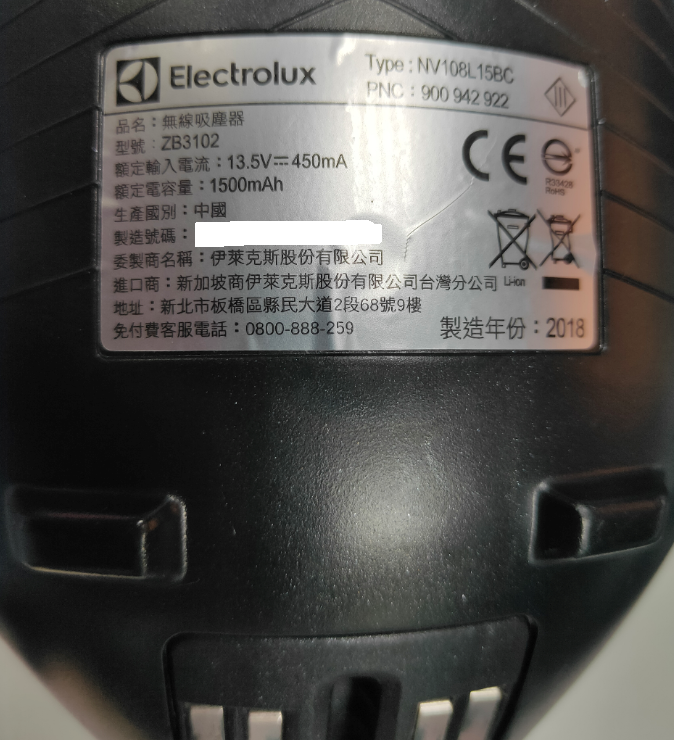 Electrolux
Type : NV108L15BC
PNC : 900 942 922
品名：無線吸塵器
型號：ZB3102
額定輸入電流：13.5V⎓450mA
額定電容量：1500mAh
生產國別：中國
製造號碼：
委製商名稱：伊萊克斯股份有限公司
進口商：新加坡商伊萊克斯股份有限公司台灣分公司
地址：新北市板橋區縣民大道2段68號9樓
免付費客服電話：0800-888-259
CE
RoHS
Li-ion
製造年份：2018